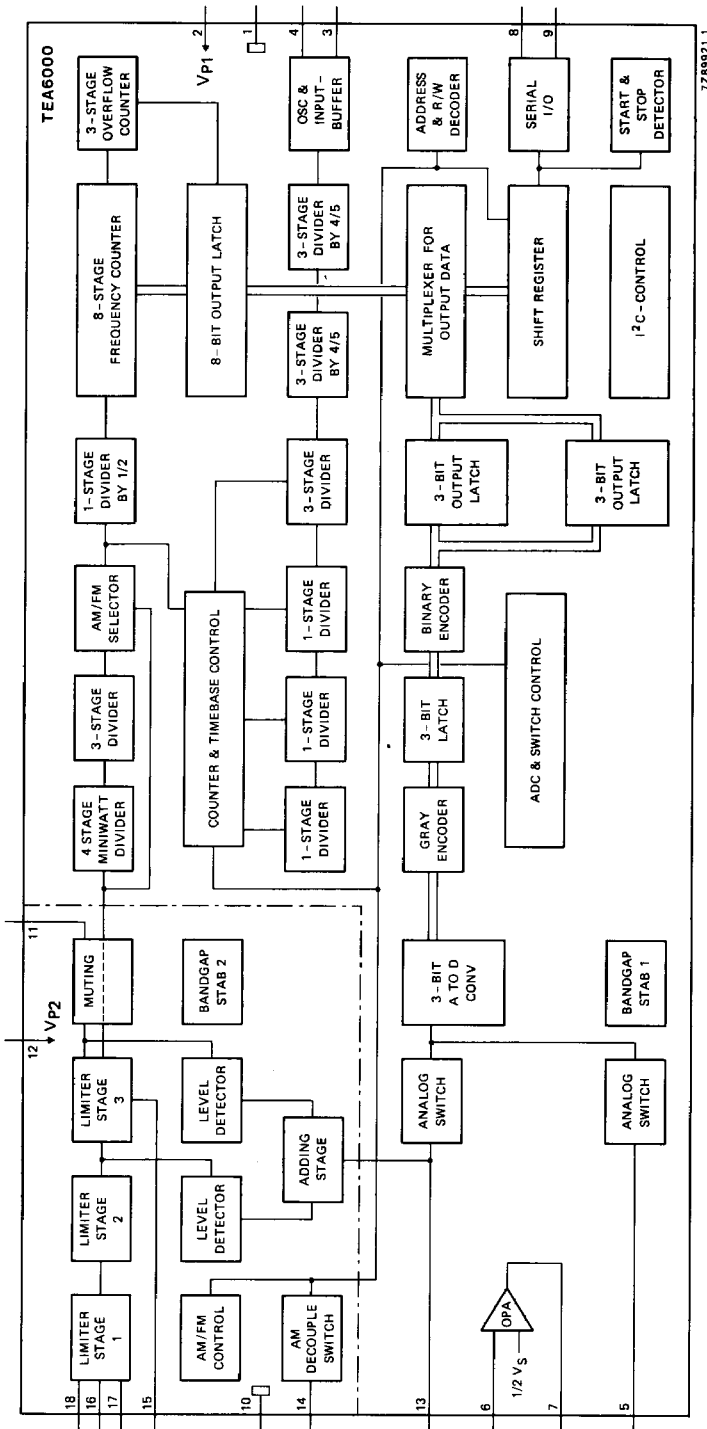 TEA6000
18
16
17
15
LIMITER
STAGE
1
LIMITER
STAGE
2
LIMITER
STAGE
3
12
VP2
MUTING
11
4 STAGE
MINIWATT
DIVIDER
3-STAGE
DIVIDER
AM/FM
SELECTOR
1-STAGE
DIVIDER
BY 1/2
8-STAGE
FREQUENCY COUNTER
3-STAGE
OVERFLOW
COUNTER
2
VP1
1
AM/FM
CONTROL
LEVEL
DETECTOR
LEVEL
DETECTOR
BANDGAP
STAB 2
COUNTER & TIMEBASE CONTROL
8-BIT OUTPUT LATCH
10
14
AM
DECOUPLE
SWITCH
ADDING
STAGE
1-STAGE
DIVIDER
1-STAGE
DIVIDER
1-STAGE
DIVIDER
3-STAGE
DIVIDER
3-STAGE
DIVIDER
BY 4/5
3-STAGE
DIVIDER
BY 4/5
OSC &
INPUT-
BUFFER
4
3
13
ANALOG
SWITCH
3-BIT
A TO D
CONV
GRAY
ENCODER
3-BIT
LATCH
BINARY
ENCODER
3-BIT
OUTPUT
LATCH
MULTIPLEXER FOR
OUTPUT DATA
ADDRESS
& R/W
DECODER
6
1/2 VS
OPA
7
ADC & SWITCH CONTROL
SHIFT REGISTER
SERIAL
I/O
8
9
5
ANALOG
SWITCH
BANDGAP
STAB 1
3-BIT
OUTPUT
LATCH
I²C-CONTROL
START &
STOP
DETECTOR
7Z89921.1